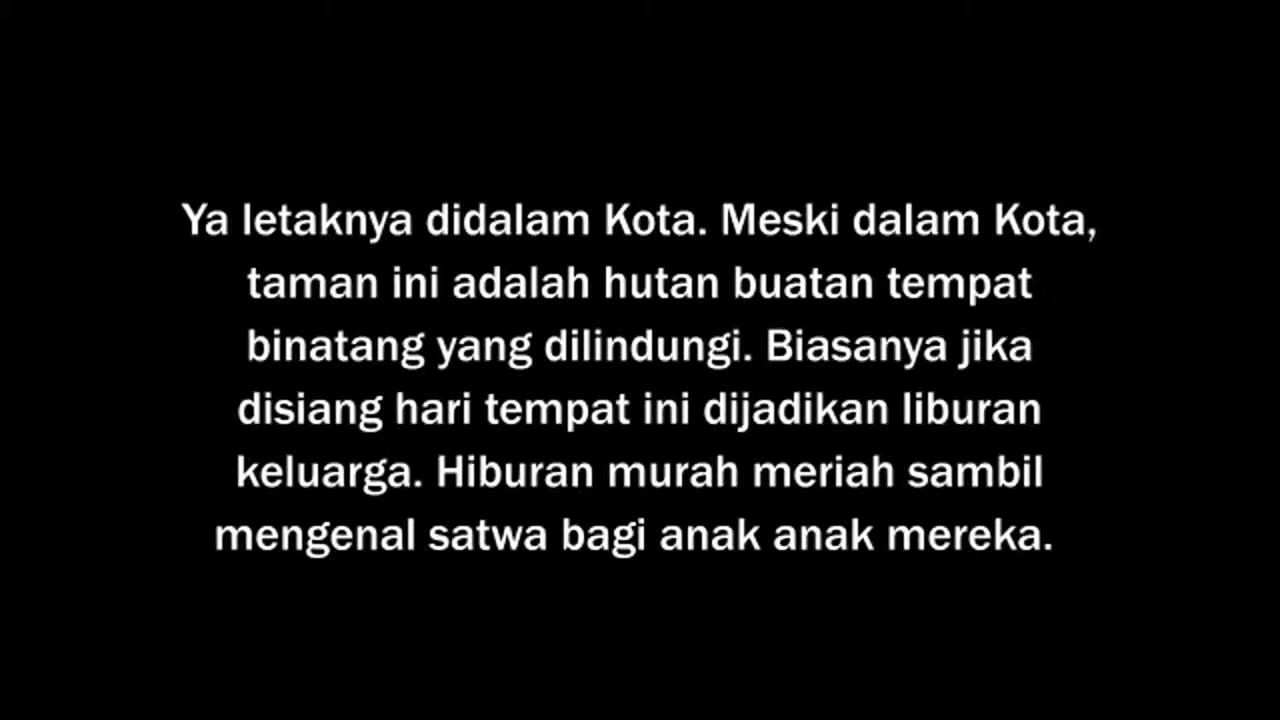 Ya letaknya didalam Kota. Meski dalam Kota,
taman ini adalah hutan buatan tempat
binatang yang dilindungi. Biasanya jika
disiang hari tempat ini dijadikan liburan
keluarga. Hiburan murah meriah sambil
mengenal satwa bagi anak anak mereka.